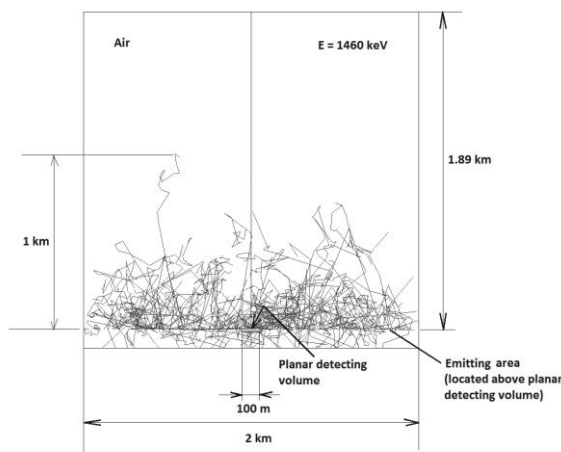 Air
E = 1460 keV
1.89 km
1 km
Planar detecting
volume
Emitting area
(located above planar
detecting volume)
100 m
2 km